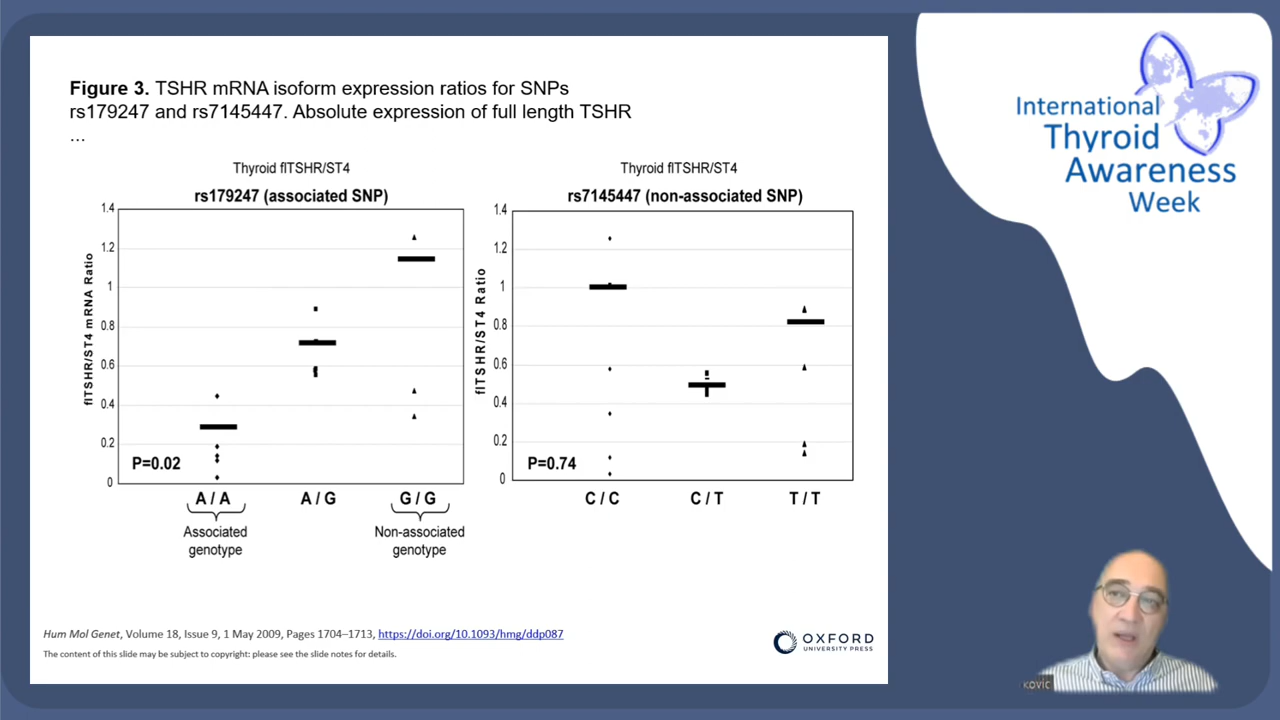 Figure 3. TSHR mRNA isoform expression ratios for SNPs
rs179247 and rs7145447. Absolute expression of full length TSHR
...
Thyroid flTSHR/ST4
rs179247 (associated SNP)
flTSHR/ST4 mRNA Ratio
1.4
1.2
1
0.8
0.6
0.4
0.2
0
P=0.02
A / A
A / G
G / G
Associated
genotype
Non-associated
genotype
Thyroid flTSHR/ST4
rs7145447 (non-associated SNP)
flTSHR/ST4 Ratio
1.4
1.2
1
0.8
0.6
0.4
0.2
0
P=0.74
C / C
C / T
T / T
Hum Mol Genet, Volume 18, Issue 9, 1 May 2009, Pages 1704–1713, https://doi.org/10.1093/hmg/ddp087
The content of this slide may be subject to copyright: please see the slide notes for details.
OXFORD
UNIVERSITY PRESS
International
Thyroid
Awareness
Week
KOVIC